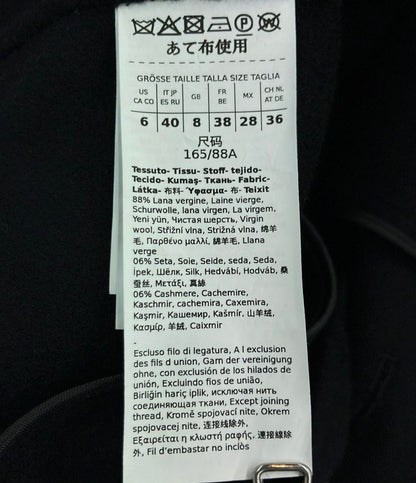 あて布使用
GRÖSSE TAILLE TALLA SIZE TAGLIA
US CA CO IT JP ES RU GB FR BE MX CH NL AT DE
6 40 8 38 28 36
尺码
165/88A
Tessuto- Tissu- Stoff- tejido-
Tecido- Kumaş- Ткань- Fabric-
Látka- 布料- Ύφασμα- 布- Teixit
88% Lana vergine, Laine vierge,
Schurwolle, lana virgen, La virgem,
Yeni yün, Чистая шерсть, Virgin
wool, Střižní vlna, Strižná vlna, 绵羊
毛, Παρθένο μαλλί, 綿羊毛, Llana
verge
06% Seta, Soie, Seide, seda, Seda,
İpek, Шёлк, Silk, Hedvábí, Hodváb, 桑
蚕丝, Μετάξι, 真絲
06% Cashmere, Cachemire,
Kaschmir, cachemira, Caxemira,
Kaşmir, Кашемир, Kašmír, 山羊绒,
Κασμίρ, 羊絨, Caixmir
-
Escluso filo di legatura, A l exclusion
des fils d union, Gam der vereinigung
ohne, con exclusión de los hilados de
unión, Excluindo fios de união,
Birliğin hariç iplik, исключая нить
соединяющая ткани, Except joining
thread, Kromě spojovací nite, Okrem
spojovacej nite, 连接线除外,
Εξαιρείται η κλωστή ραφής, 連接線除
外, Fil d'embastar no inclòs